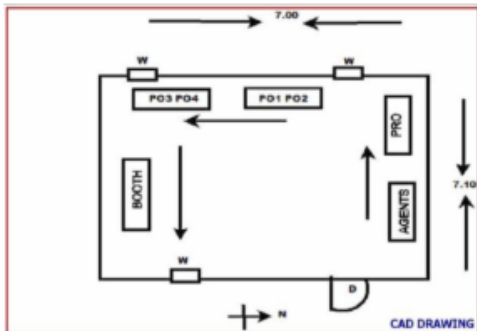 7.00
W
W
PO3 PO4
PO1 PO2
PRO
7.10
BOOTH
AGENTS
W
D
N
CAD DRAWING